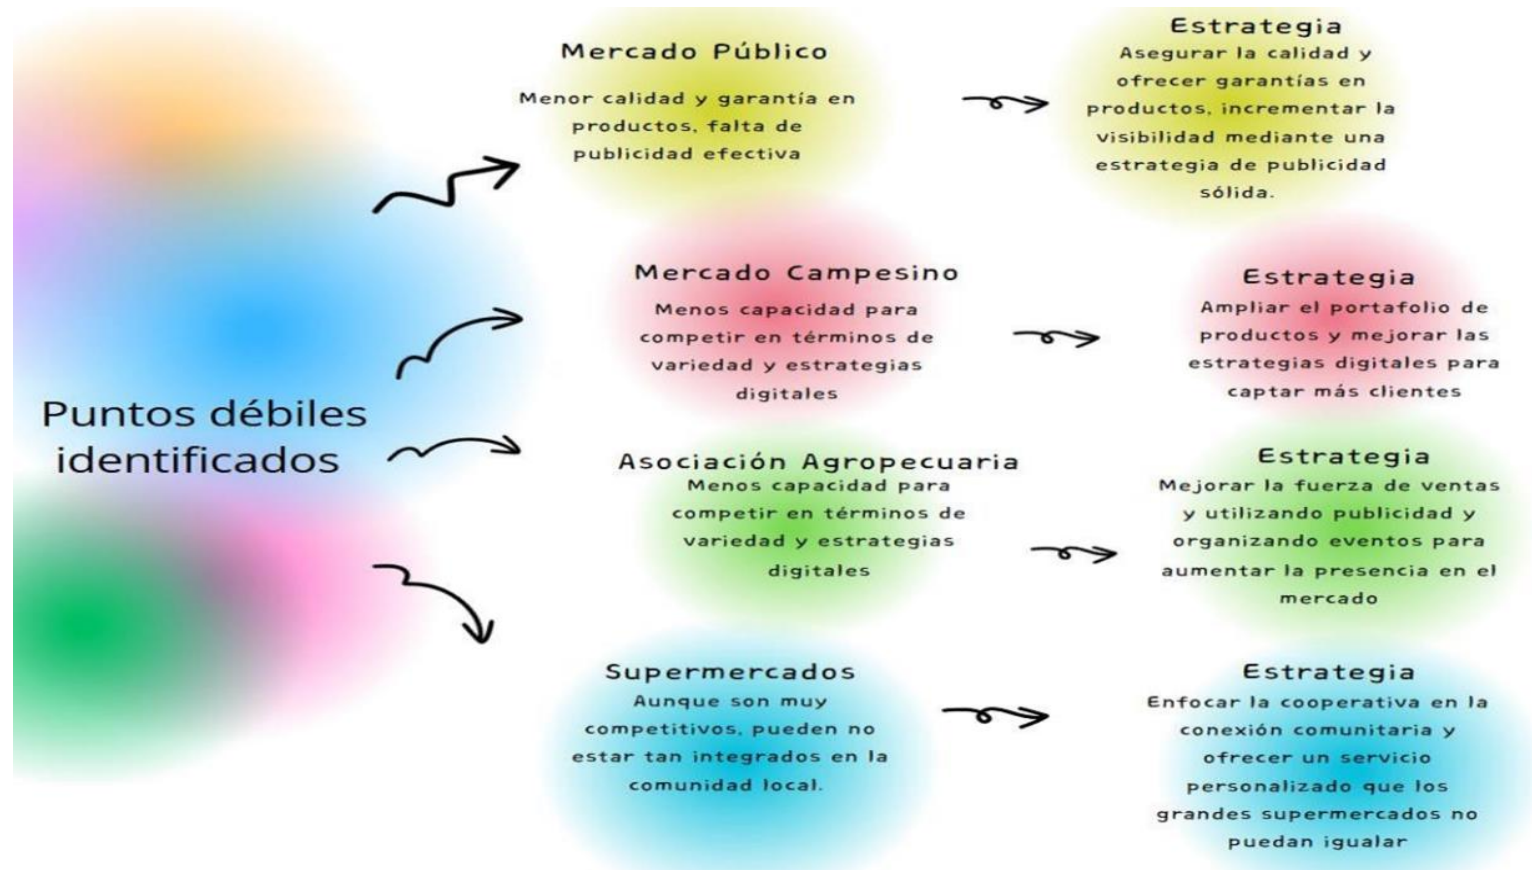 Puntos débiles
identificados
Mercado Público
Menor calidad y garantía en
productos, falta de
publicidad efectiva
Estrategia
Asegurar la calidad y
ofrecer garantías en
productos, incrementar la
visibilidad mediante una
estrategia de publicidad
sólida.
Mercado Campesino
Menos capacidad para
competir en términos de
variedad y estrategias
digitales
Estrategia
Ampliar el portafolio de
productos y mejorar las
estrategias digitales para
captar más clientes
Asociación Agropecuaria
Menos capacidad para
competir en términos de
variedad y estrategias
digitales
Estrategia
Mejorar la fuerza de ventas
y utilizando publicidad y
organizando eventos para
aumentar la presencia en el
mercado
Supermercados
Aunque son muy
competitivos, pueden no
estar tan integrados en la
comunidad local.
Estrategia
Enfocar la cooperativa en la
conexión comunitaria y
ofrecer un servicio
personalizado que los
grandes supermercados no
puedan igualar